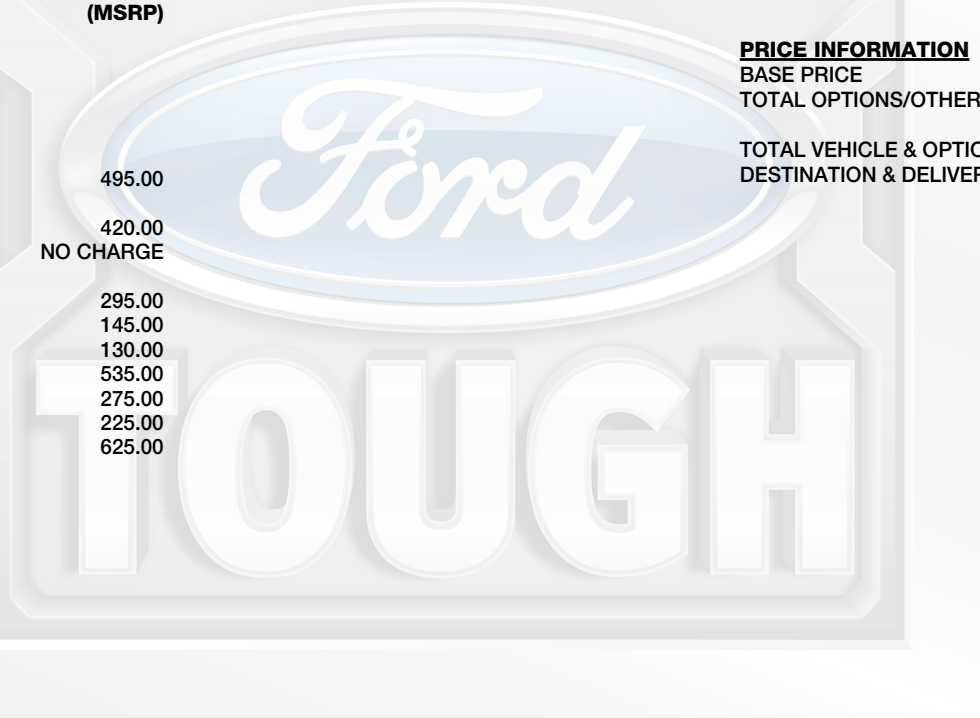 (MSRP)
495.00
420.00
NO CHARGE
295.00
145.00
130.00
535.00
275.00
225.00
625.00
PRICE INFORMATION
BASE PRICE
TOTAL OPTIONS/OTHER
TOTAL VEHICLE & OPTIO
DESTINATION & DELIVER
Ford
TOUGH